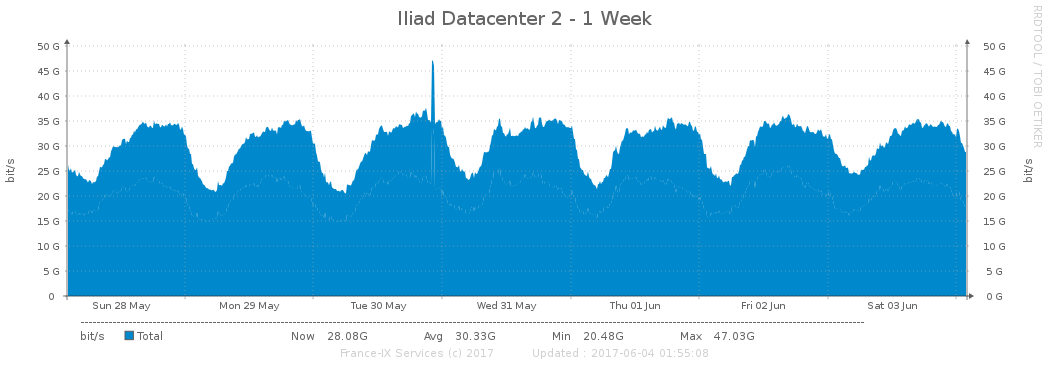 Iliad Datacenter 2 - 1 Week
RRDTOOL / TOBI OETIKER
bit/s
50 G 50 G
45 G 45 G
40 G 40 G
35 G 35 G
30 G 30 G
25 G 25 G
20 G 20 G
15 G 15 G
10 G 10 G
5 G 5 G
0 0 G
bit/s
Sun 28 May Mon 29 May Tue 30 May Wed 31 May Thu 01 Jun Fri 02 Jun Sat 03 Jun
bit/s Total Now 28.08G Avg 30.33G Min 20.48G Max 47.03G
France-IX Services (c) 2017 Updated : 2017-06-04 01:55:08